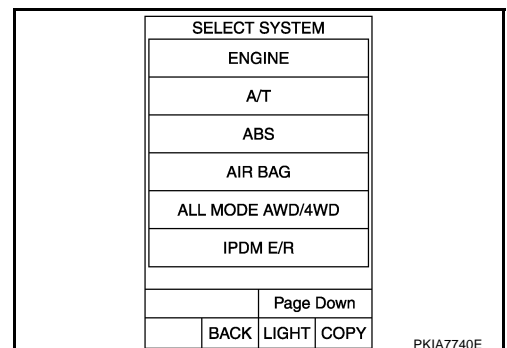 SELECT SYSTEM
ENGINE
A/T
ABS
AIR BAG
ALL MODE AWD/4WD
IPDM E/R
Page Down
BACK LIGHT COPY
PKIA7740E